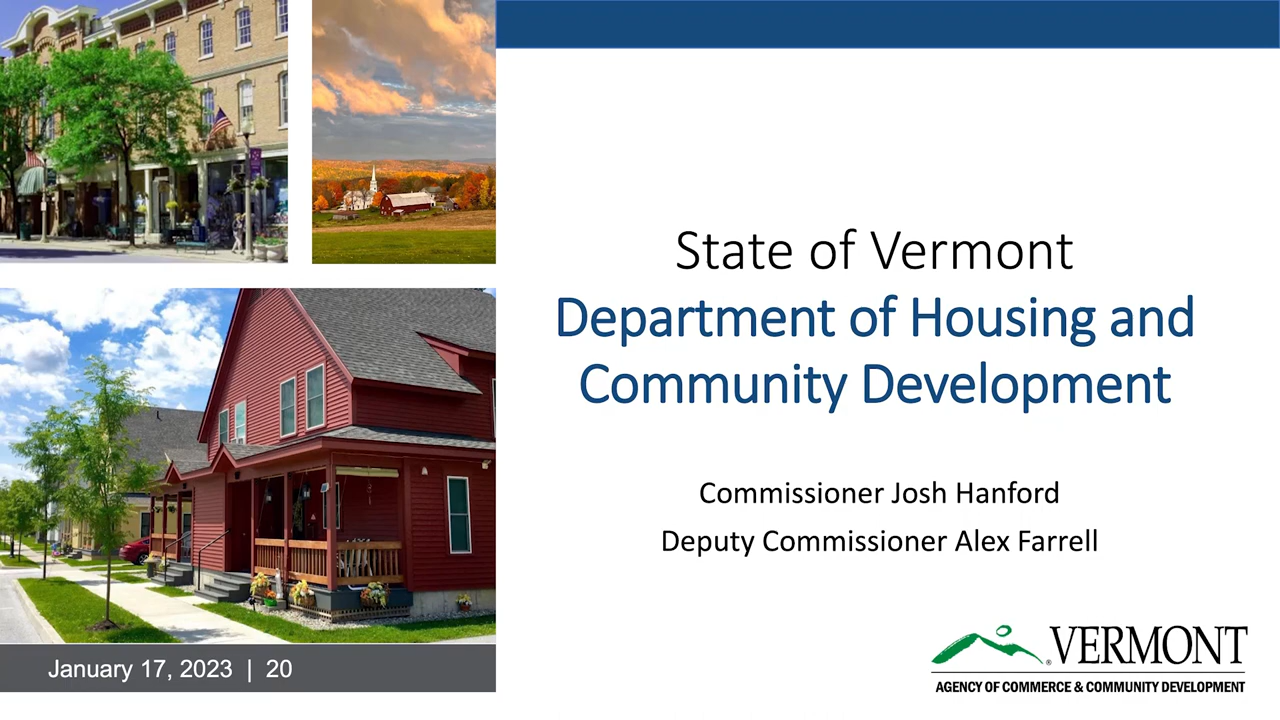 State of Vermont
Department of Housing and
Community Development
Commissioner Josh Hanford
Deputy Commissioner Alex Farrell
January 17, 2023 | 20
® VERMONT
AGENCY OF COMMERCE & COMMUNITY DEVELOPMENT